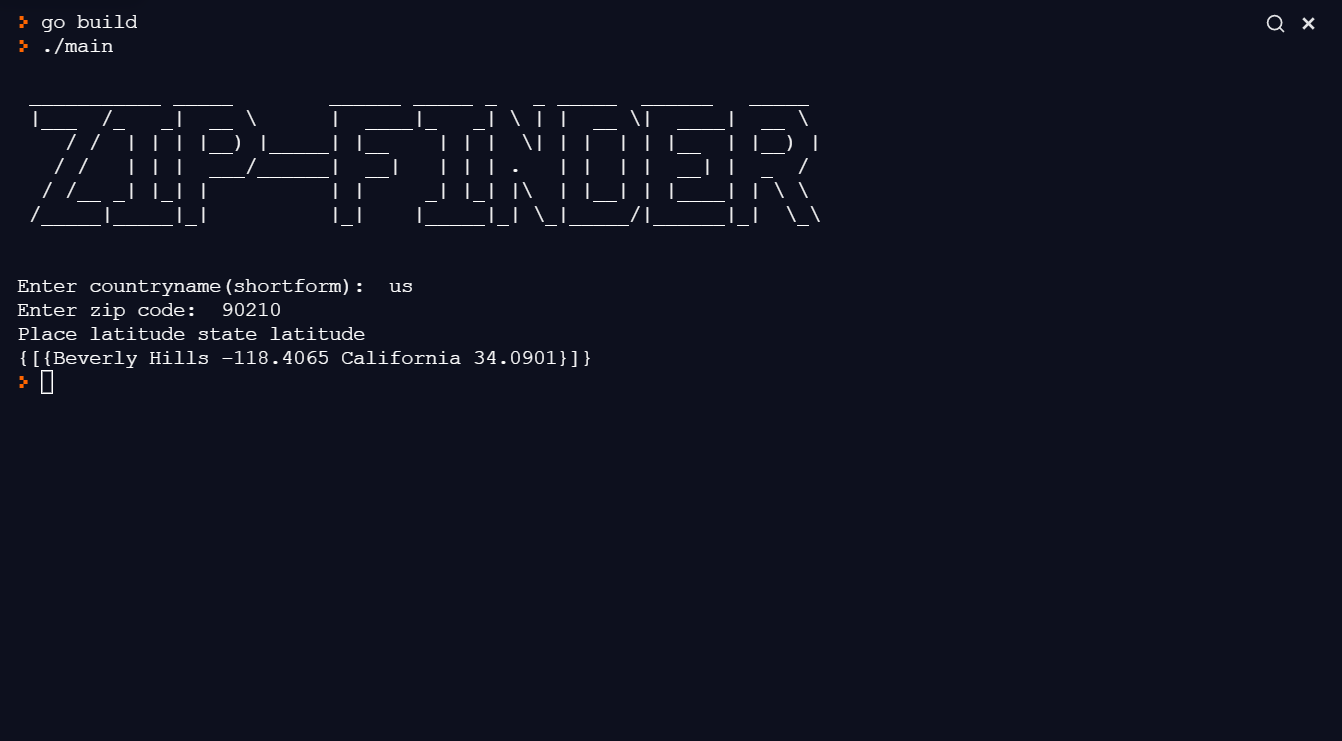 go build
./main
ZIP-FINDER
Enter countryname(shortform):  us
Enter zip code:  90210
Place latitude state latitude
{[{Beverly Hills -118.4065 California 34.0901}]}